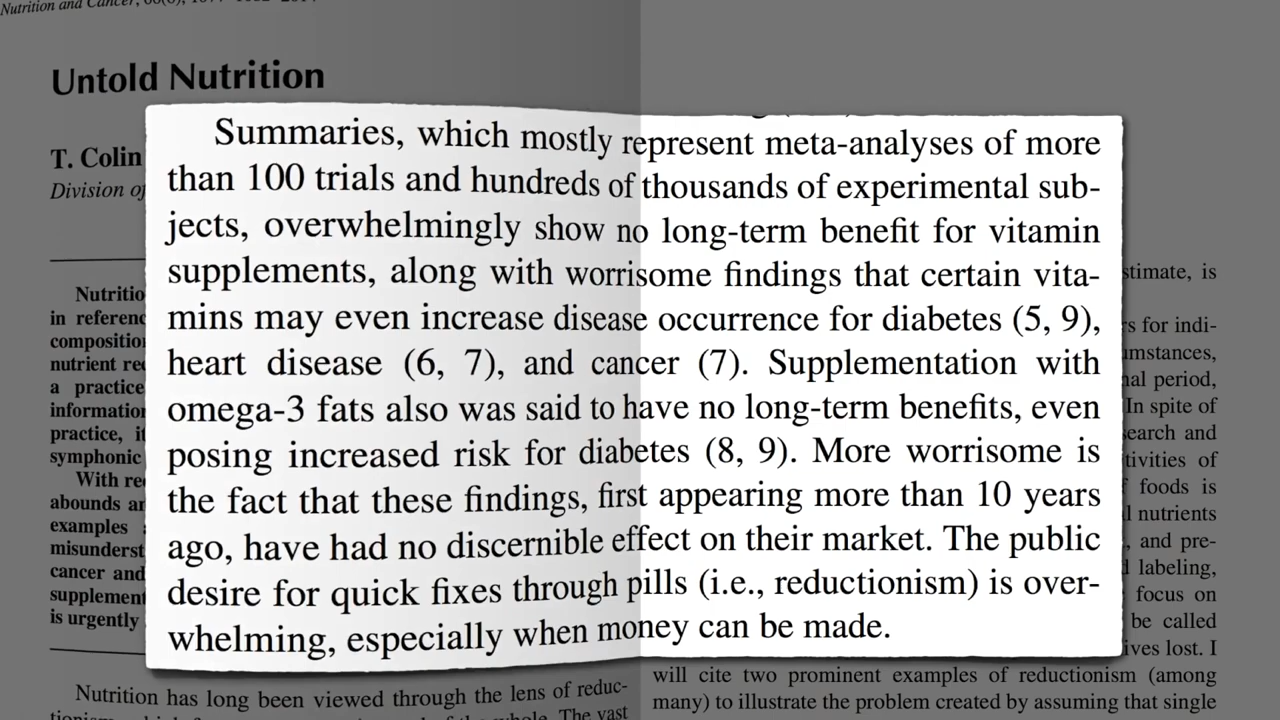 Nutrition and Cancer,
Untold Nutrition
T. Colin
Division of
Summaries, which mostly represent meta-analyses of more
than 100 trials and hundreds of thousands of experimental sub-
jects, overwhelmingly show no long-term benefit for vitamin
supplements, along with worrisome findings that certain vita-
mins may even increase disease occurrence for diabetes (5, 9),
heart disease (6, 7), and cancer (7). Supplementation with
omega-3 fats also was said to have no long-term benefits, even
posing increased risk for diabetes (8, 9). More worrisome is
the fact that these findings, first appearing more than 10 years
ago, have had no discernible effect on their market. The public
desire for quick fixes through pills (i.e., reductionism) is over-
whelming, especially when money can be made.
Nutritio
in referenc
compositio
nutrient re
a practice
information
practice, i
symphonic
With re
abounds a
examples
misunderst
cancer and
supplement
is urgently
Nutrition has long been viewed through the lens of reduc-
The vast
stimate, is
s for indi-
umstances,
al period,
In spite of
search and
tivities of
foods is
nutrients
, and pre-
labeling,
focus on
be called
ives lost. I
will cite two prominent examples of reductionism (among
many) to illustrate the problem created by assuming that single